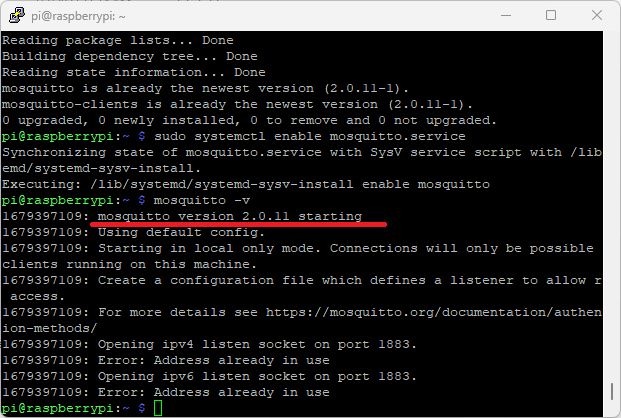 pi@raspberrypi: ~
Reading package lists... Done
Building dependency tree... Done
Reading state information... Done
mosquitto is already the newest version (2.0.11-1).
mosquitto-clients is already the newest version (2.0.11-1).
0 upgraded, 0 newly installed, 0 to remove and 0 not upgraded.
pi@raspberrypi:~ $ sudo systemctl enable mosquitto.service
Synchronizing state of mosquitto.service with SysV service script with /lib
emd/systemd-sysv-install.
Executing: /lib/systemd/systemd-sysv-install enable mosquitto
pi@raspberrypi:~ $ mosquitto -v
1679397109: mosquitto version 2.0.11 starting
1679397109: Using default config.
1679397109: Starting in local only mode. Connections will only be possible
clients running on this machine.
1679397109: Create a configuration file which defines a listener to allow r
 access.
1679397109: For more details see https://mosquitto.org/documentation/authen
ion-methods/
1679397109: Opening ipv4 listen socket on port 1883.
1679397109: Error: Address already in use
1679397109: Opening ipv6 listen socket on port 1883.
1679397109: Error: Address already in use
pi@raspberrypi:~ $